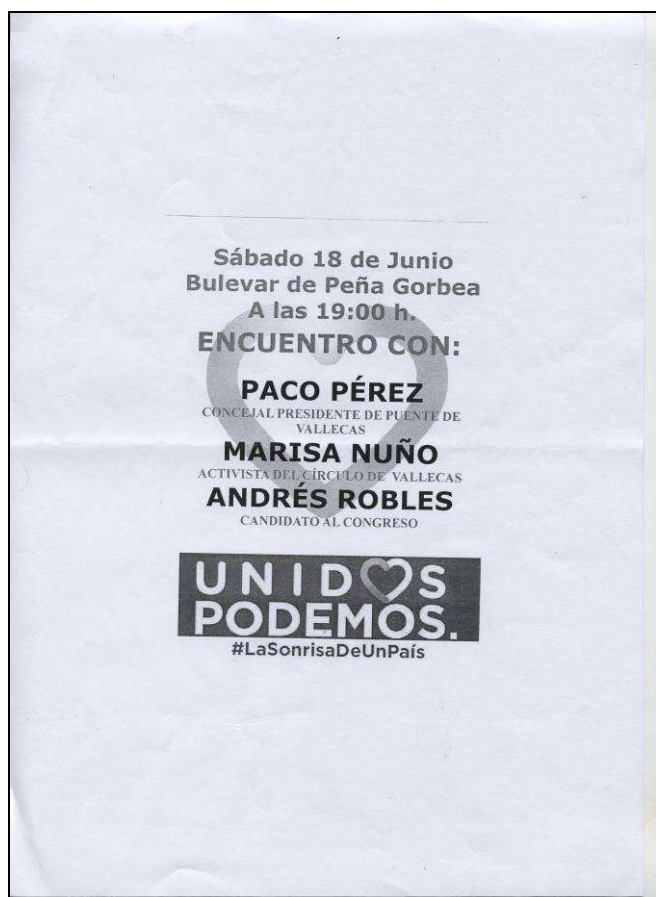 Sábado 18 de Junio
Bulevar de Peña Gorbea
A las 19:00 h.
ENCUENTRO CON:
PACO PÉREZ
CONCEJAL PRESIDENTE DE PUENTE DE
VALLECAS
MARISA NUÑO
ACTIVISTA DEL CÍRCULO DE VALLECAS
ANDRÉS ROBLES
CANDIDATO AL CONGRESO
UNIDOS
PODEMOS.
#LaSonrisaDeUnPaís